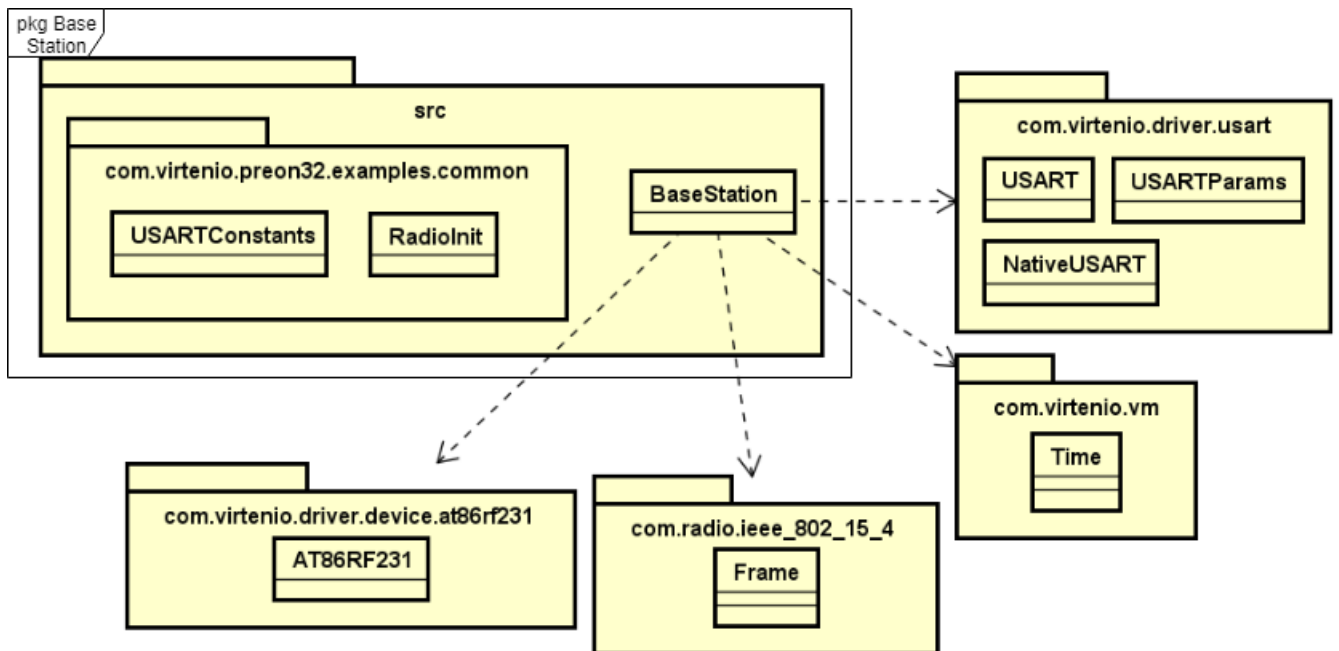 pkg Base
Station
src
com.virtenio.driver.usart
com.virtenio.preon32.examples.common
BaseStation
USART
USARTParams
USARTConstants
RadioInit
NativeUSART
com.virtenio.vm
Time
com.virtenio.driver.device.at86rf231
AT86RF231
com.radio.ieee_802_15_4
Frame